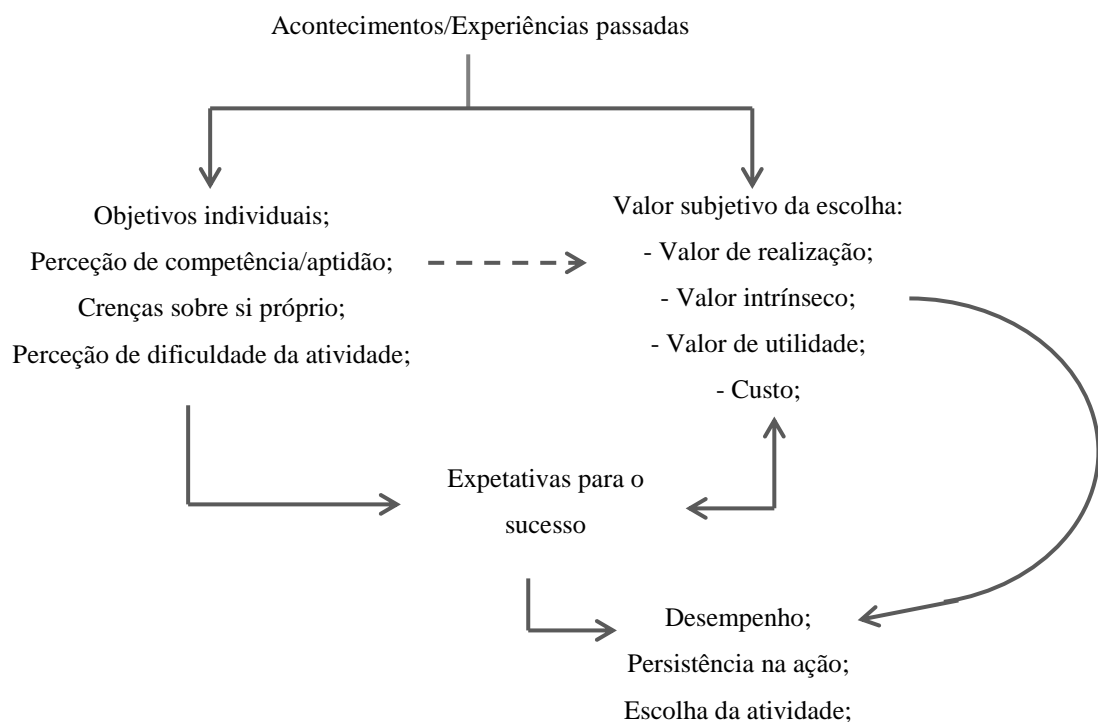 Acontecimentos/Experiências passadas
Objetivos individuais;
Perceção de competência/aptidão;
Crenças sobre si próprio;
Perceção de dificuldade da atividade;
Valor subjetivo da escolha:
- Valor de realização;
- Valor intrínseco;
- Valor de utilidade;
- Custo;
Expetativas para o
sucesso
Desempenho;
Persistência na ação;
Escolha da atividade;